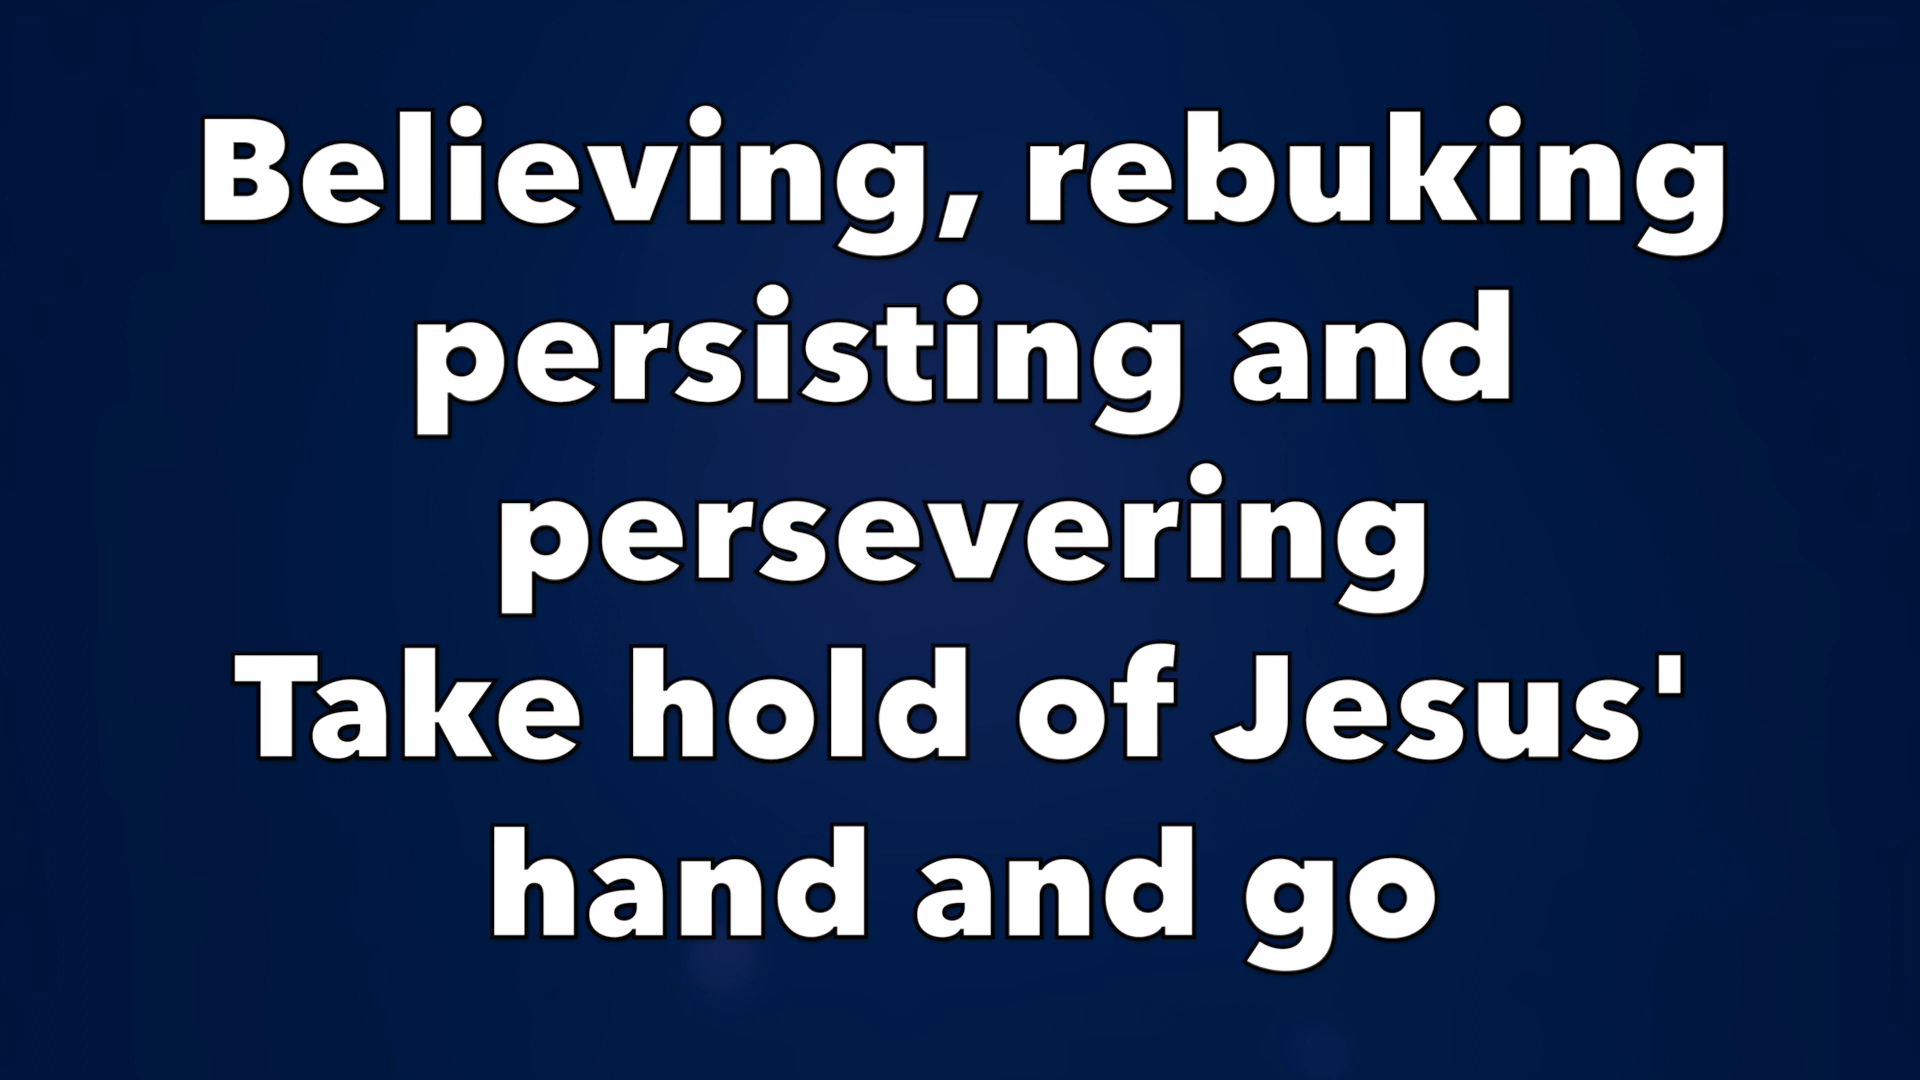 Believing, rebuking
persisting and
persevering
Take hold of Jesus'
hand and go